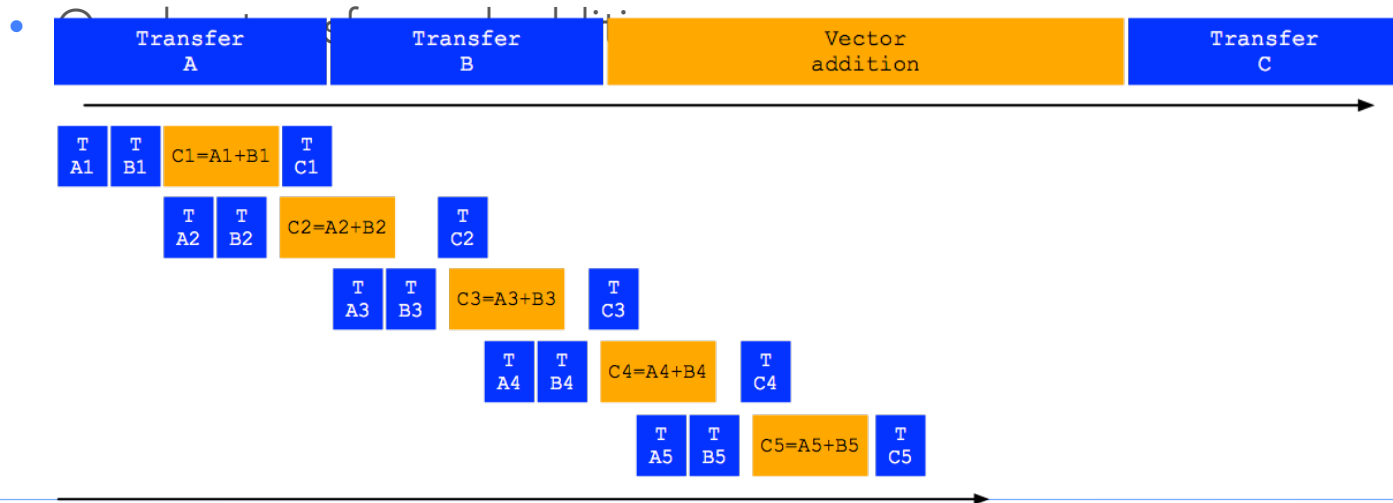 Transfer
A
Transfer
B
Vector
addition
Transfer
C
T
A1
T
B1
C1=A1+B1
T
C1
T
A2
T
B2
C2=A2+B2
T
C2
T
A3
T
B3
C3=A3+B3
T
C3
T
A4
T
B4
C4=A4+B4
T
C4
T
A5
T
B5
C5=A5+B5
T
C5